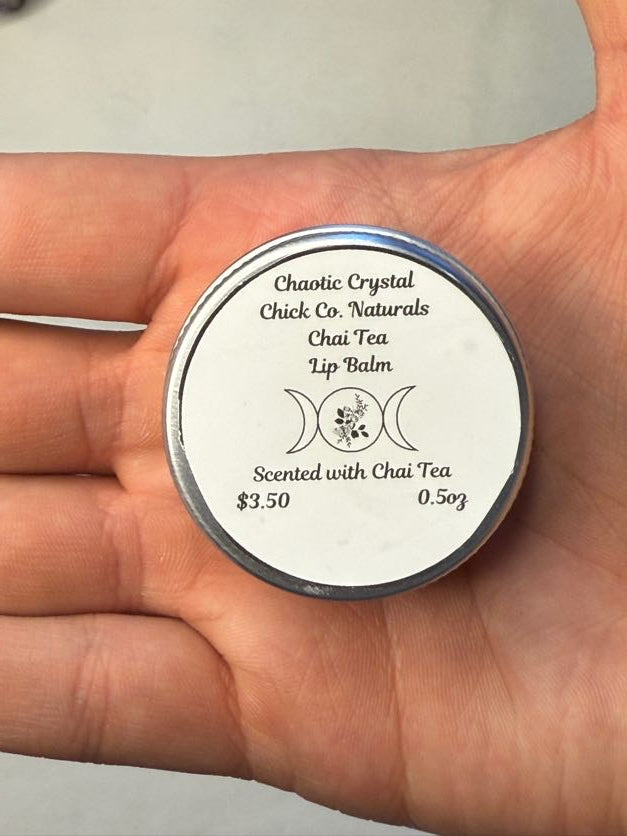 Chaotic Crystal
Chick Co. Naturals
Chai Tea
Lip Balm
Scented with Chai Tea
$3.50 0.5oz